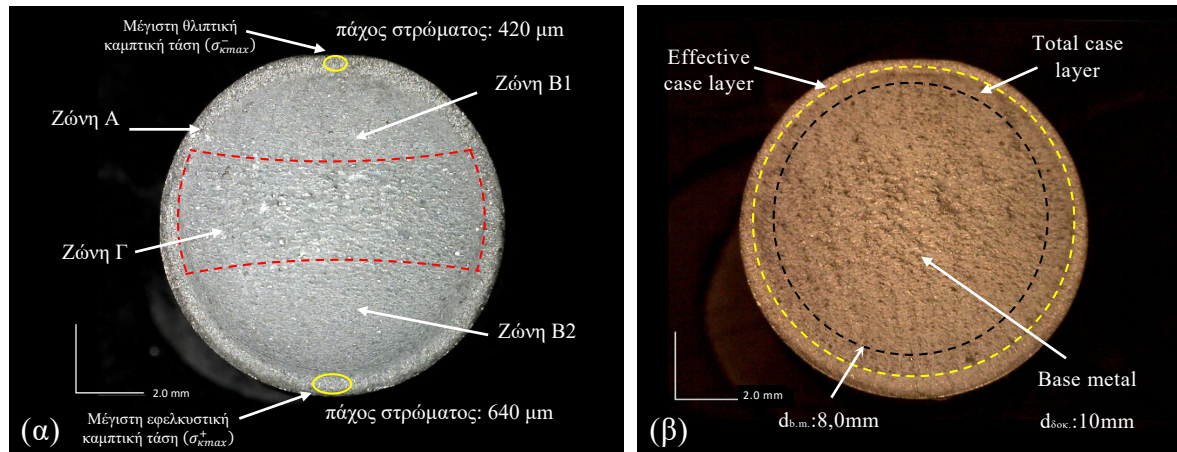 Μέγιστη θλιπτική
καμπτική τάση (σ⁻κmax)
πάχος στρώματος: 420 μm
Ζώνη Β1
Ζώνη Α
Ζώνη Γ
Ζώνη Β2
2.0 mm
Μέγιστη εφελκυστική
καμπτική τάση (σ⁺κmax)
πάχος στρώματος: 640 μm
(α)
Effective
case layer
Total case
layer
2.0 mm
Base metal
(β)
db.m.:8,0mm
dδοκ.:10mm